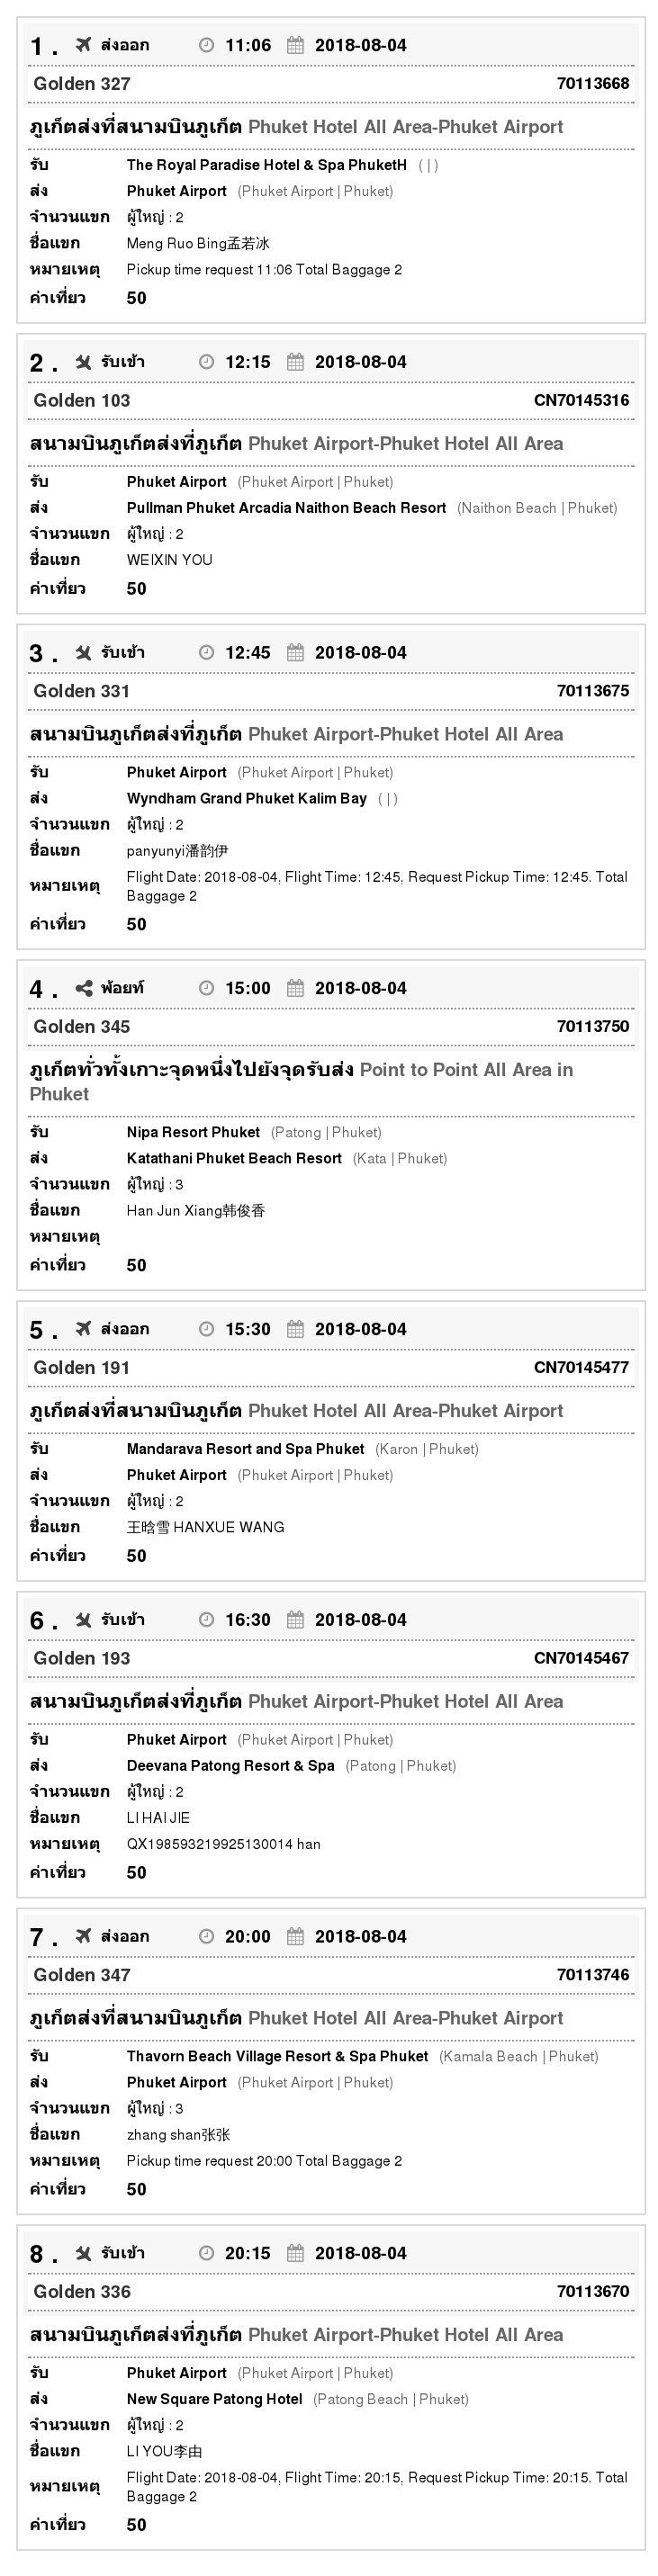 1 . ส่งออก 11:06 2018-08-04
Golden 327 70113668
ภูเก็ตส่งที่สนามบินภูเก็ต Phuket Hotel All Area-Phuket Airport
รับ The Royal Paradise Hotel & Spa PhuketH ( | )
ส่ง Phuket Airport (Phuket Airport | Phuket)
จำนวนแขก ผู้ใหญ่ : 2
ชื่อแขก Meng Ruo Bing孟若冰
หมายเหตุ Pickup time request 11:06 Total Baggage 2
ค่าเที่ยว 50
2 . รับเข้า 12:15 2018-08-04
Golden 103 CN70145316
สนามบินภูเก็ตส่งที่ภูเก็ต Phuket Airport-Phuket Hotel All Area
รับ Phuket Airport (Phuket Airport | Phuket)
ส่ง Pullman Phuket Arcadia Naithon Beach Resort (Naithon Beach | Phuket)
จำนวนแขก ผู้ใหญ่ : 2
ชื่อแขก WEIXIN YOU
ค่าเที่ยว 50
3 . รับเข้า 12:45 2018-08-04
Golden 331 70113675
สนามบินภูเก็ตส่งที่ภูเก็ต Phuket Airport-Phuket Hotel All Area
รับ Phuket Airport (Phuket Airport | Phuket)
ส่ง Wyndham Grand Phuket Kalim Bay ( | )
จำนวนแขก ผู้ใหญ่ : 2
ชื่อแขก panyunyi潘韵伊
หมายเหตุ Flight Date: 2018-08-04, Flight Time: 12:45, Request Pickup Time: 12:45. Total
Baggage 2
ค่าเที่ยว 50
4 . พ้อยท์ 15:00 2018-08-04
Golden 345 70113750
ภูเก็ตทั่วทั้งเกาะจุดหนึ่งไปยังจุดรับส่ง Point to Point All Area in
Phuket
รับ Nipa Resort Phuket (Patong | Phuket)
ส่ง Katathani Phuket Beach Resort (Kata | Phuket)
จำนวนแขก ผู้ใหญ่ : 3
ชื่อแขก Han Jun Xiang韩俊香
หมายเหตุ
ค่าเที่ยว 50
5 . ส่งออก 15:30 2018-08-04
Golden 191 CN70145477
ภูเก็ตส่งที่สนามบินภูเก็ต Phuket Hotel All Area-Phuket Airport
รับ Mandarava Resort and Spa Phuket (Karon | Phuket)
ส่ง Phuket Airport (Phuket Airport | Phuket)
จำนวนแขก ผู้ใหญ่ : 2
ชื่อแขก 王晗雪 HANXUE WANG
ค่าเที่ยว 50
6 . รับเข้า 16:30 2018-08-04
Golden 193 CN70145467
สนามบินภูเก็ตส่งที่ภูเก็ต Phuket Airport-Phuket Hotel All Area
รับ Phuket Airport (Phuket Airport | Phuket)
ส่ง Deevana Patong Resort & Spa (Patong | Phuket)
จำนวนแขก ผู้ใหญ่ : 2
ชื่อแขก LI HAI JIE
หมายเหตุ QX198593219925130014 han
ค่าเที่ยว 50
7 . ส่งออก 20:00 2018-08-04
Golden 347 70113746
ภูเก็ตส่งที่สนามบินภูเก็ต Phuket Hotel All Area-Phuket Airport
รับ Thavorn Beach Village Resort & Spa Phuket (Kamala Beach | Phuket)
ส่ง Phuket Airport (Phuket Airport | Phuket)
จำนวนแขก ผู้ใหญ่ : 3
ชื่อแขก zhang shan张张
หมายเหตุ Pickup time request 20:00 Total Baggage 2
ค่าเที่ยว 50
8 . รับเข้า 20:15 2018-08-04
Golden 336 70113670
สนามบินภูเก็ตส่งที่ภูเก็ต Phuket Airport-Phuket Hotel All Area
รับ Phuket Airport (Phuket Airport | Phuket)
ส่ง New Square Patong Hotel (Patong Beach | Phuket)
จำนวนแขก ผู้ใหญ่ : 2
ชื่อแขก LI YOU李由
หมายเหตุ Flight Date: 2018-08-04, Flight Time: 20:15, Request Pickup Time: 20:15. Total
Baggage 2
ค่าเที่ยว 50